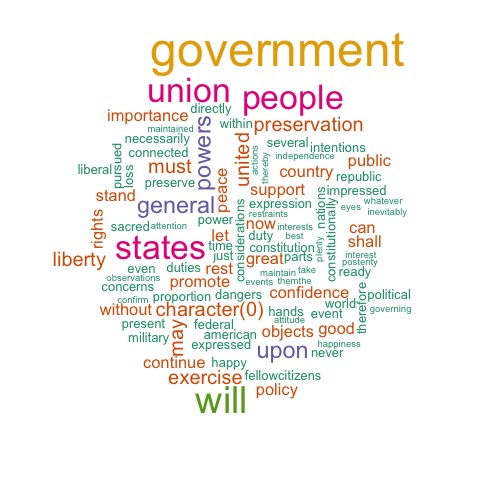 government
union
people
importance
directly
maintained
within
preservation
necessarily
powers
united
actions
several
intentions
pursued
loss
connected
must
thereby
independence
public
liberal
preserve
peace
country
republic
support
impressed
stand
general
expression
nations
whatever
eyes
inevitably
rights
sacred
attention
power
restraints
now
considerations
constitutionally
can
let
duty
interests
shall
states
time
constitution
best
liberty
just
great
parts
plenty
interest
posterity
even
duties
rest
maintain
take
ready
observations
events
themthe
concerns
promote
confidence
political
confirm
proportion
dangers
world
therefore
without
character(0)
hands
event
governing
present
may
federal
attitude
american
objects
good
military
expressed
upon
never
happiness
continue
happy
exercise
fellowcitizens
will
policy